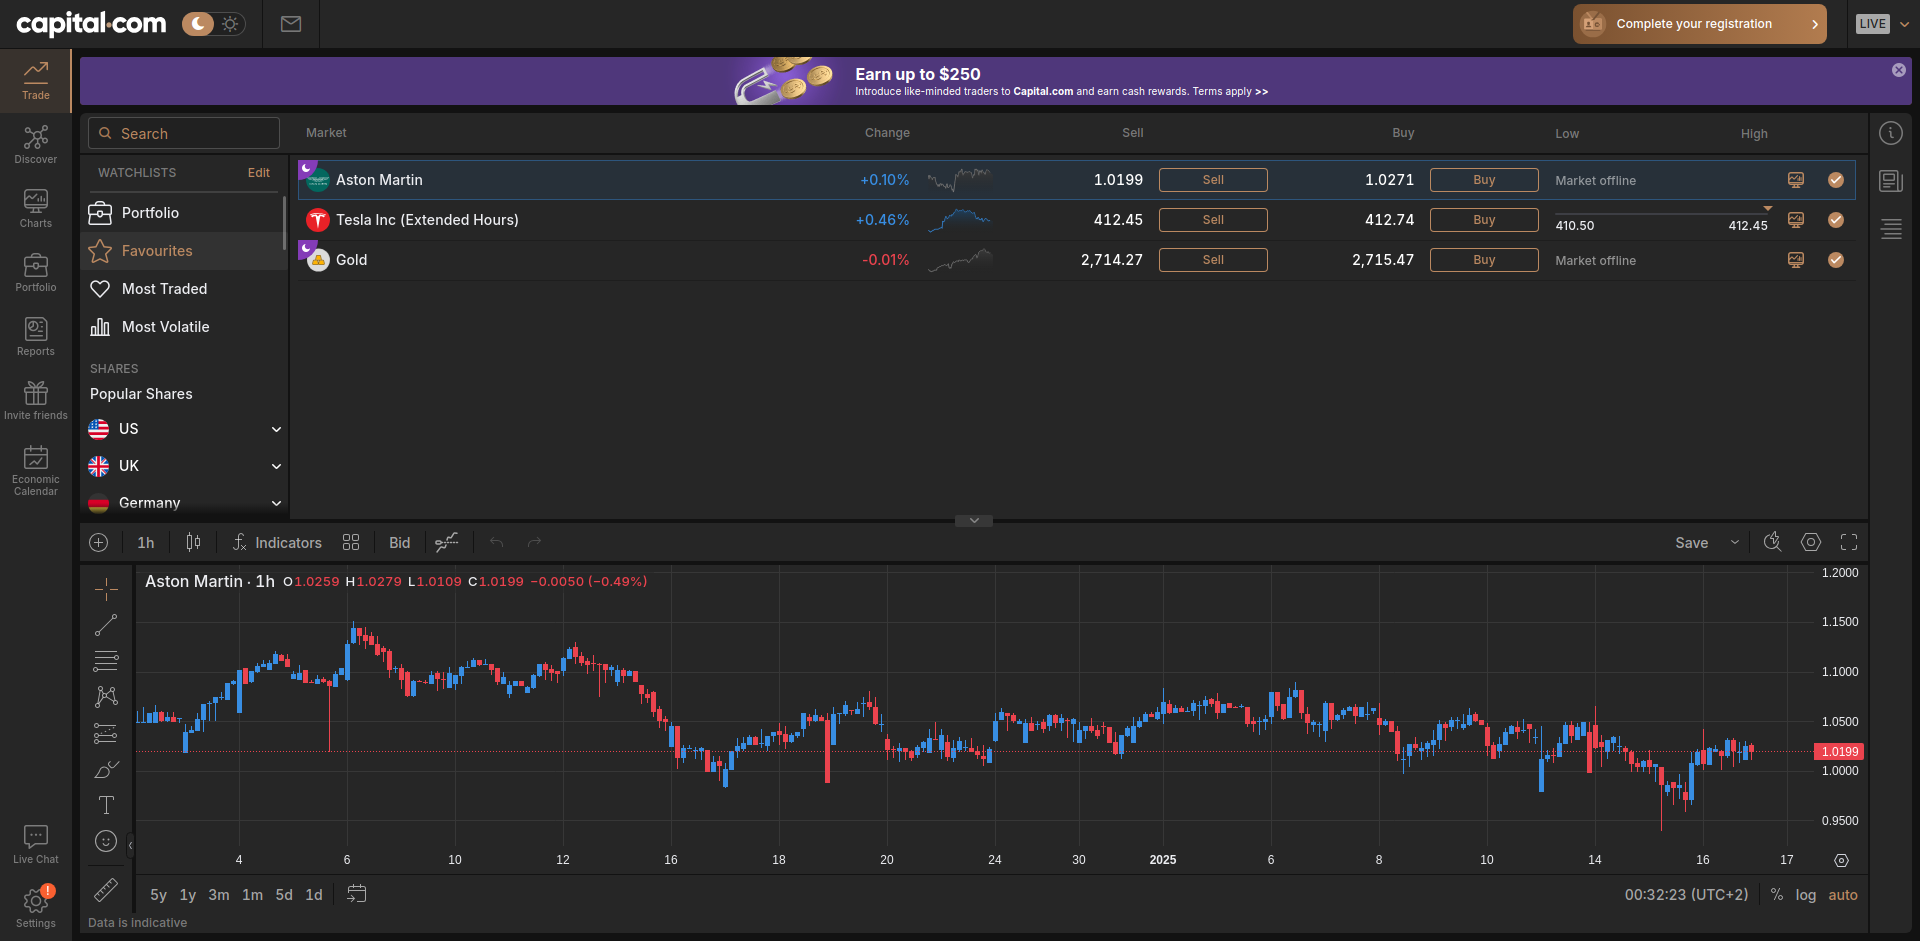 capital.com
Complete your registration
LIVE
Trade
Discover
Charts
Portfolio
Reports
Invite friends
Economic
Calendar
Live Chat
!
Settings
Earn up to $250
Introduce like-minded traders to Capital.com and earn cash rewards. Terms apply >>
Search
Market Change Sell Buy Low High
WATCHLISTS Edit
Portfolio
Favourites
Most Traded
Most Volatile
SHARES
Popular Shares
US
UK
Germany
Aston Martin +0.10% 1.0199 Sell 1.0271 Buy Market offline
Tesla Inc (Extended Hours) +0.46% 412.45 Sell 412.74 Buy 410.50 412.45
Gold -0.01% 2,714.27 Sell 2,715.47 Buy Market offline
1h Indicators Bid Save
Aston Martin · 1h O1.0259 H1.0279 L1.0109 C1.0199 −0.0050 (−0.49%)
1.2000
1.1500
1.1000
1.0500
1.0199
1.0000
0.9500
4 6 10 12 16 18 20 24 30 2025 6 8 10 14 16 17
5y 1y 3m 1m 5d 1d 00:32:23 (UTC+2) % log auto
Data is indicative